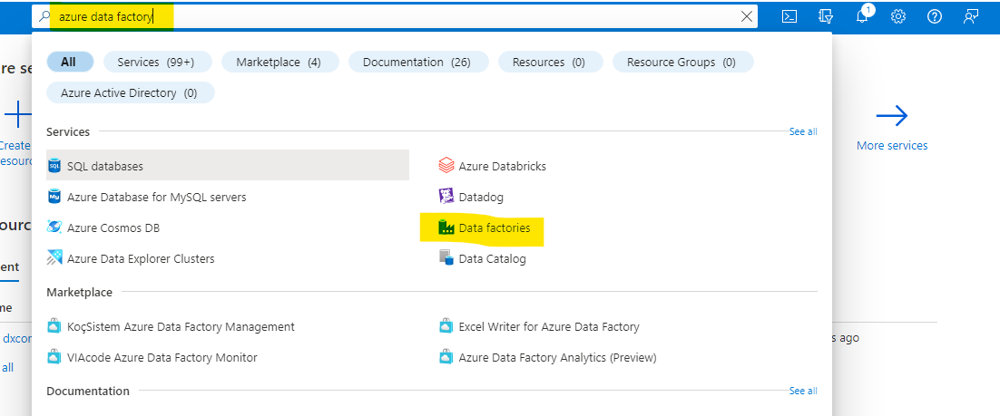 azure data factory
1
All
Services (99+)
Marketplace (4)
Documentation (26)
Resources (0)
Resource Groups (0)
Azure Active Directory (0)
re se
Create
esourc
More services
Services
See all
SQL databases
Azure Databricks
Azure Database for MySQL servers
Datadog
Azure Cosmos DB
Data factories
Azure Data Explorer Clusters
Data Catalog
ourc
ent
me
dxcor
all
s ago
Marketplace
KoçSistem Azure Data Factory Management
Excel Writer for Azure Data Factory
VIAcode Azure Data Factory Monitor
Azure Data Factory Analytics (Preview)
Documentation
See all